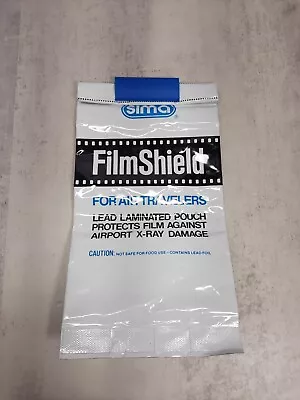 sima
FilmShield
FOR AIR TRAVELERS
LEAD LAMINATED POUCH
PROTECTS FILM AGAINST
AIRPORT X-RAY DAMAGE
CAUTION: NOT SAFE FOR FOOD USE - CONTAINS LEAD FOIL